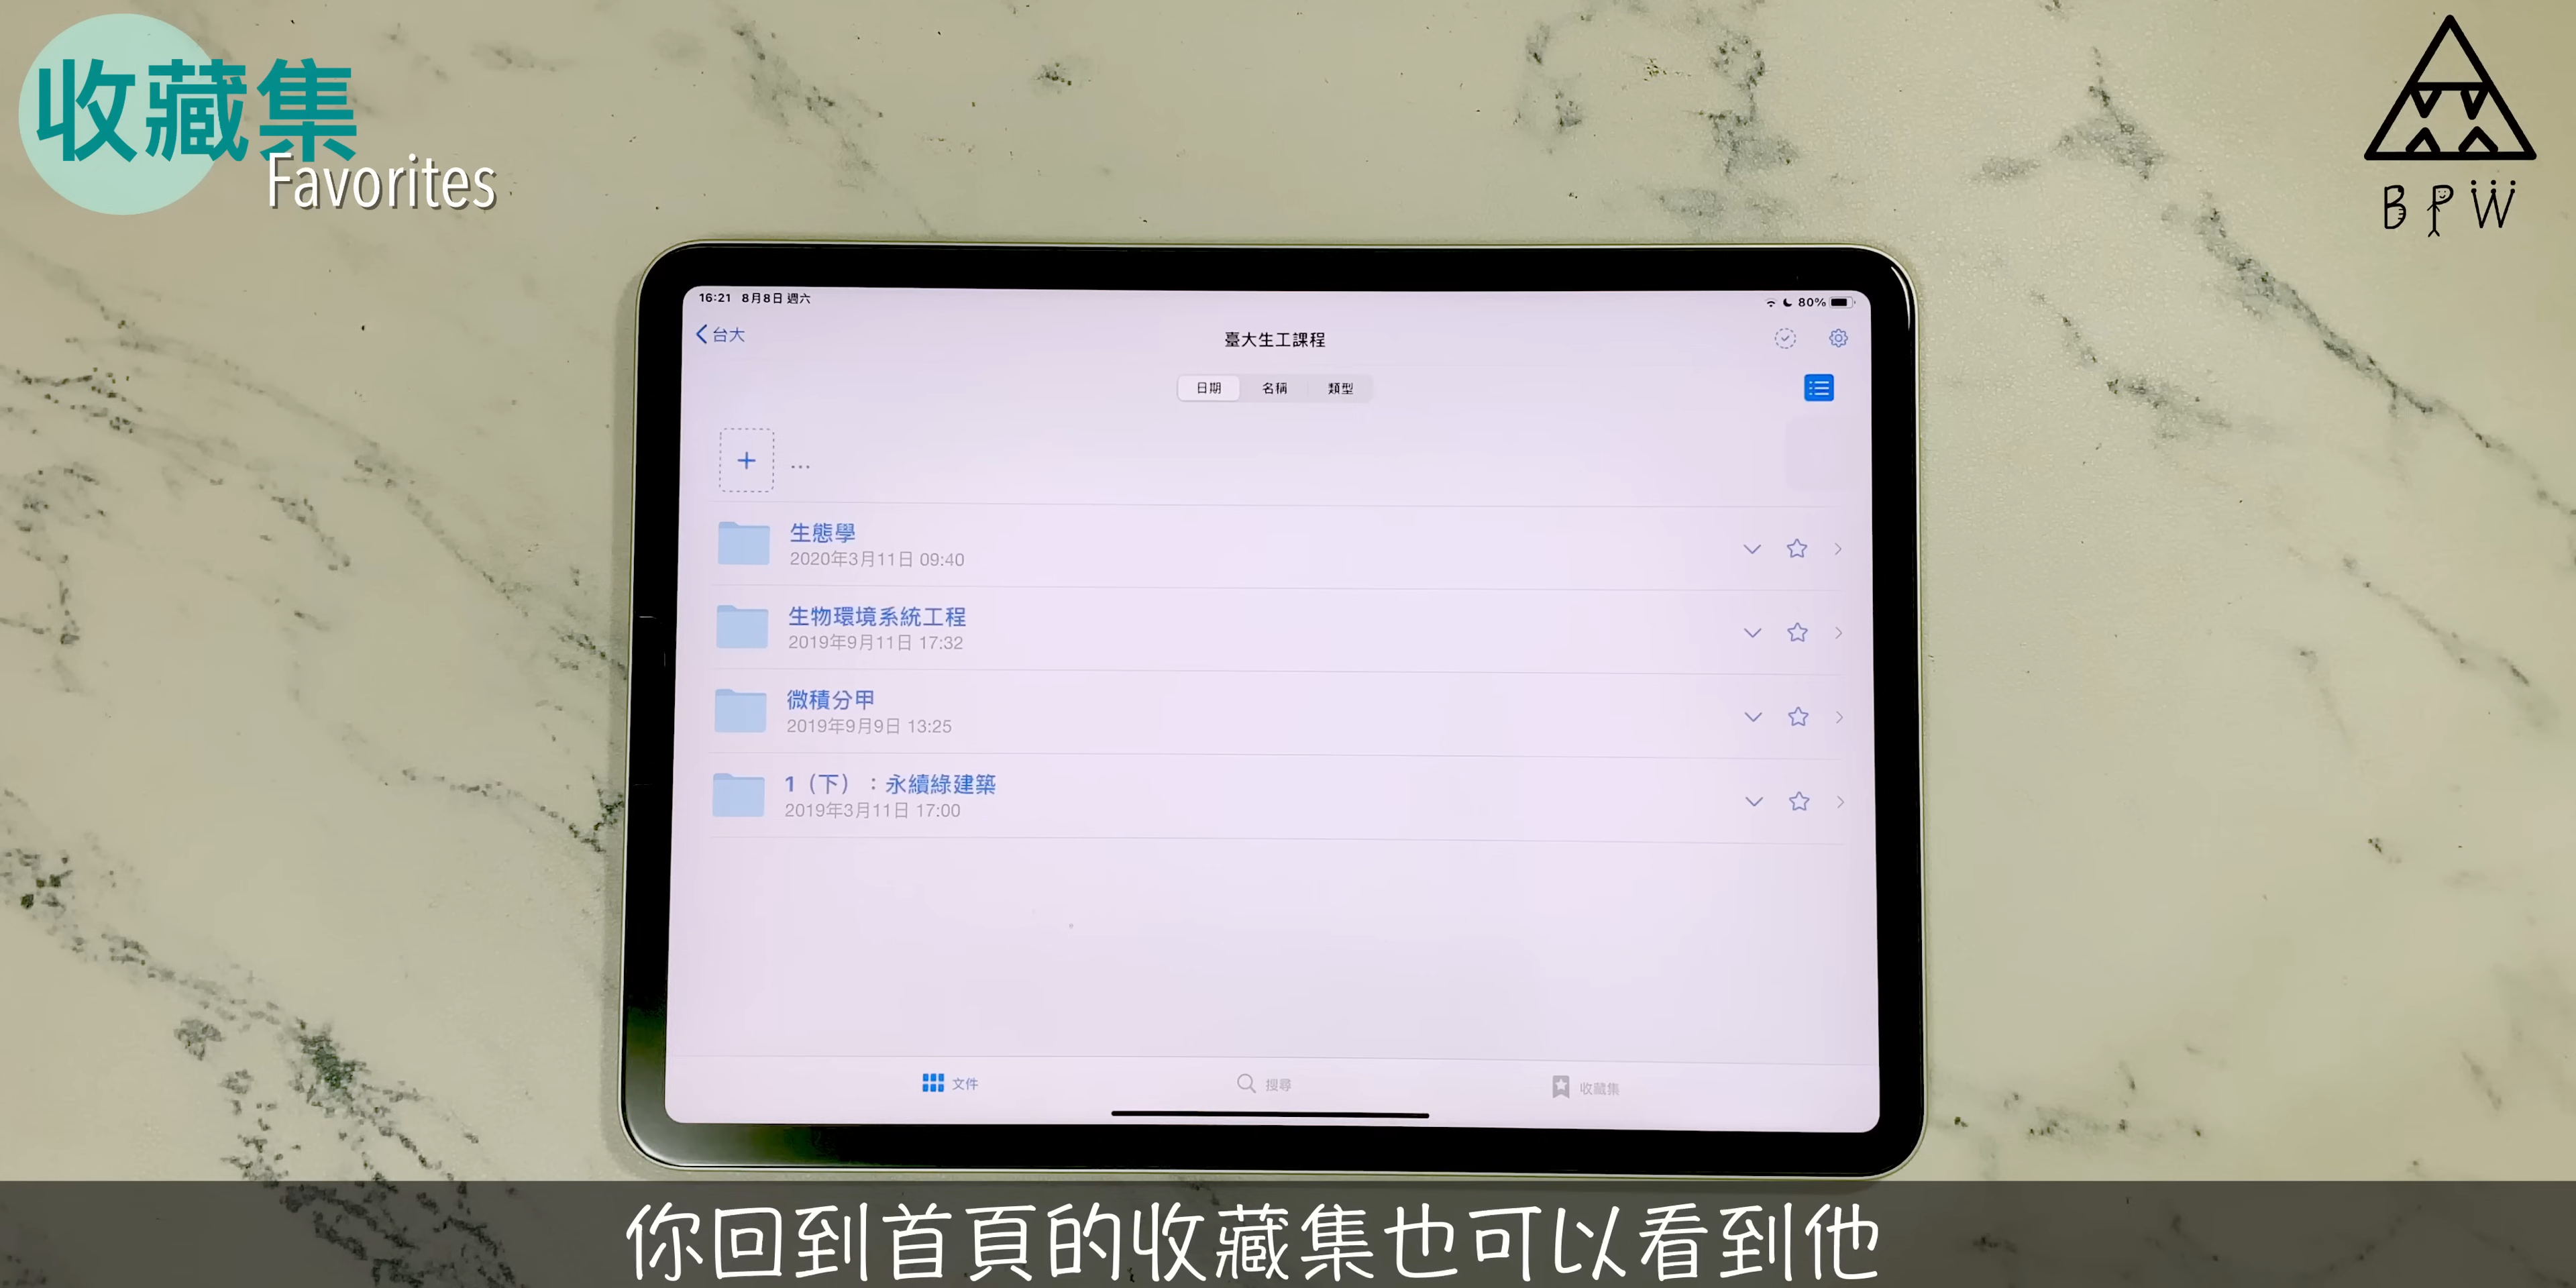 收藏集
Favorites
BPW
16:21 8月8日 週六
80%
台大
臺大生工課程
日期 名稱 類型
...
生態學
2020年3月11日 09:40
生物環境系統工程
2019年9月11日 17:32
微積分甲
2019年9月9日 13:25
1（下）：永續綠建築
2019年3月11日 17:00
文件 搜尋 收藏集
你回到首頁的收藏集也可以看到他